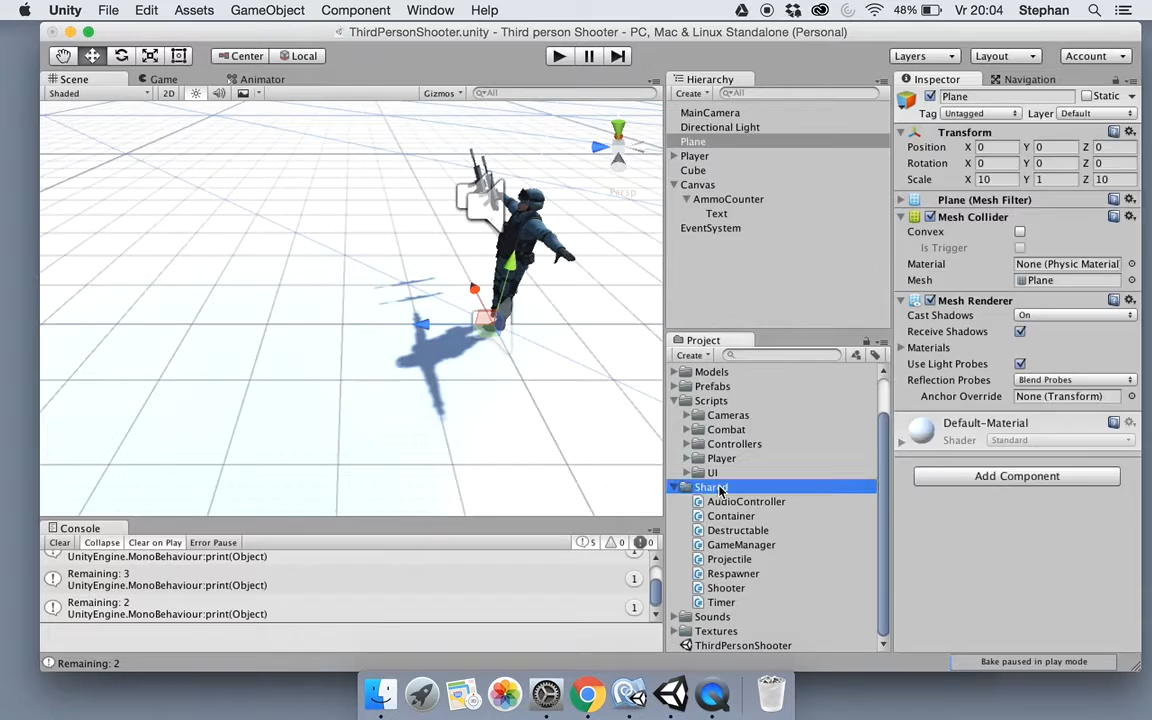 Unity File Edit Assets GameObject Component Window Help 48% Vr 20:04 Stephan
ThirdPersonShooter.unity - Third person Shooter - PC, Mac & Linux Standalone (Personal)
Center Local Layers Layout Account
Scene Game Animator
Shaded 2D Gizmos All
Persp
Hierarchy
Create All
MainCamera
Directional Light
Plane
Player
Cube
Canvas
AmmoCounter
Text
EventSystem
Project
Create
Models
Prefabs
Scripts
Cameras
Combat
Controllers
Player
UI
Shared
AudioController
Container
Destructable
GameManager
Projectile
Respawner
Shooter
Timer
Sounds
Textures
ThirdPersonShooter
Inspector Navigation
Plane Static
Tag Untagged Layer Default
Transform
Position X 0 Y 0 Z 0
Rotation X 0 Y 0 Z 0
Scale X 10 Y 1 Z 10
Plane (Mesh Filter)
Mesh Collider
Convex
Is Trigger
Material None (Physic Material)
Mesh Plane
Mesh Renderer
Cast Shadows On
Receive Shadows
Materials
Use Light Probes
Reflection Probes Blend Probes
Anchor Override None (Transform)
Default-Material
Shader Standard
Add Component
Console
Clear Collapse Clear on Play Error Pause 5 0 0
UnityEngine.MonoBehaviour:print(Object) 1
Remaining: 3
UnityEngine.MonoBehaviour:print(Object) 1
Remaining: 2
UnityEngine.MonoBehaviour:print(Object) 1
Remaining: 2
Bake paused in play mode